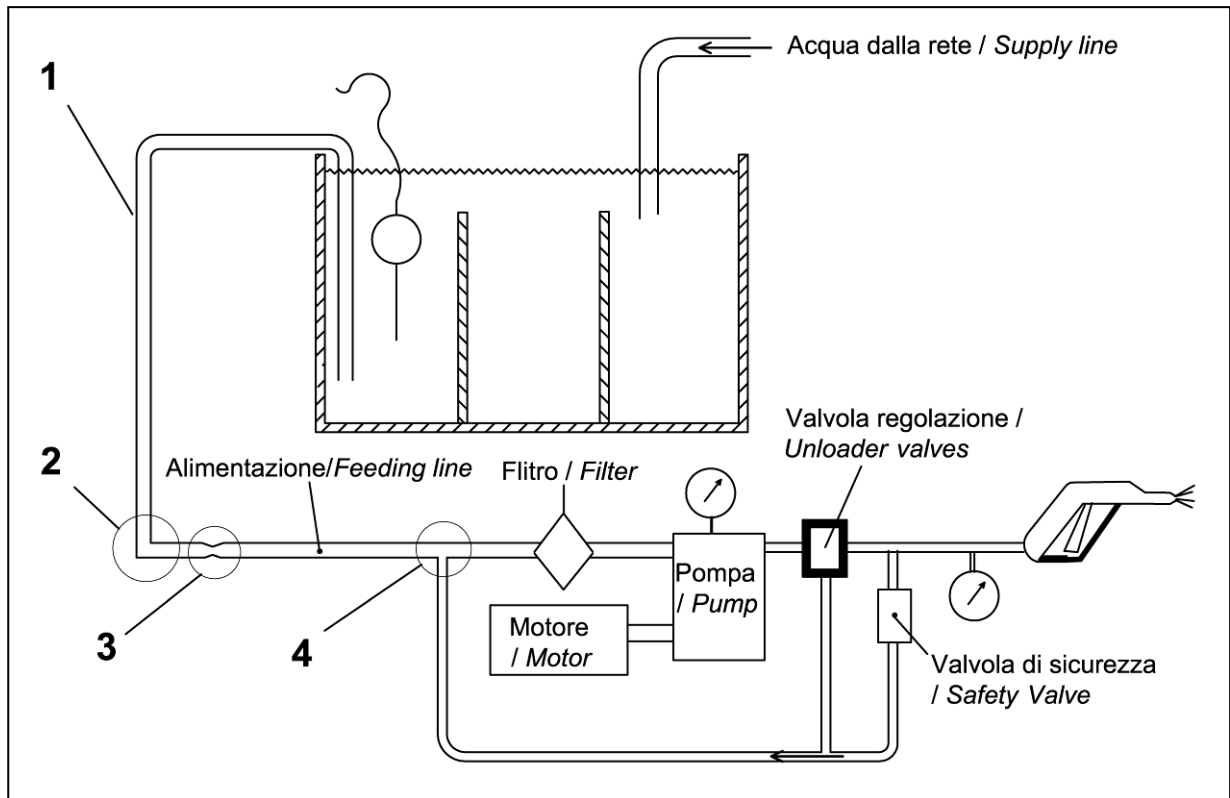 Acqua dalla rete / Supply line
1
Valvola regolazione /
Unloader valves
2
Alimentazione/Feeding line
Flitro / Filter
Pompa
/ Pump
3
4
Motore
/ Motor
Valvola di sicurezza
/ Safety Valve